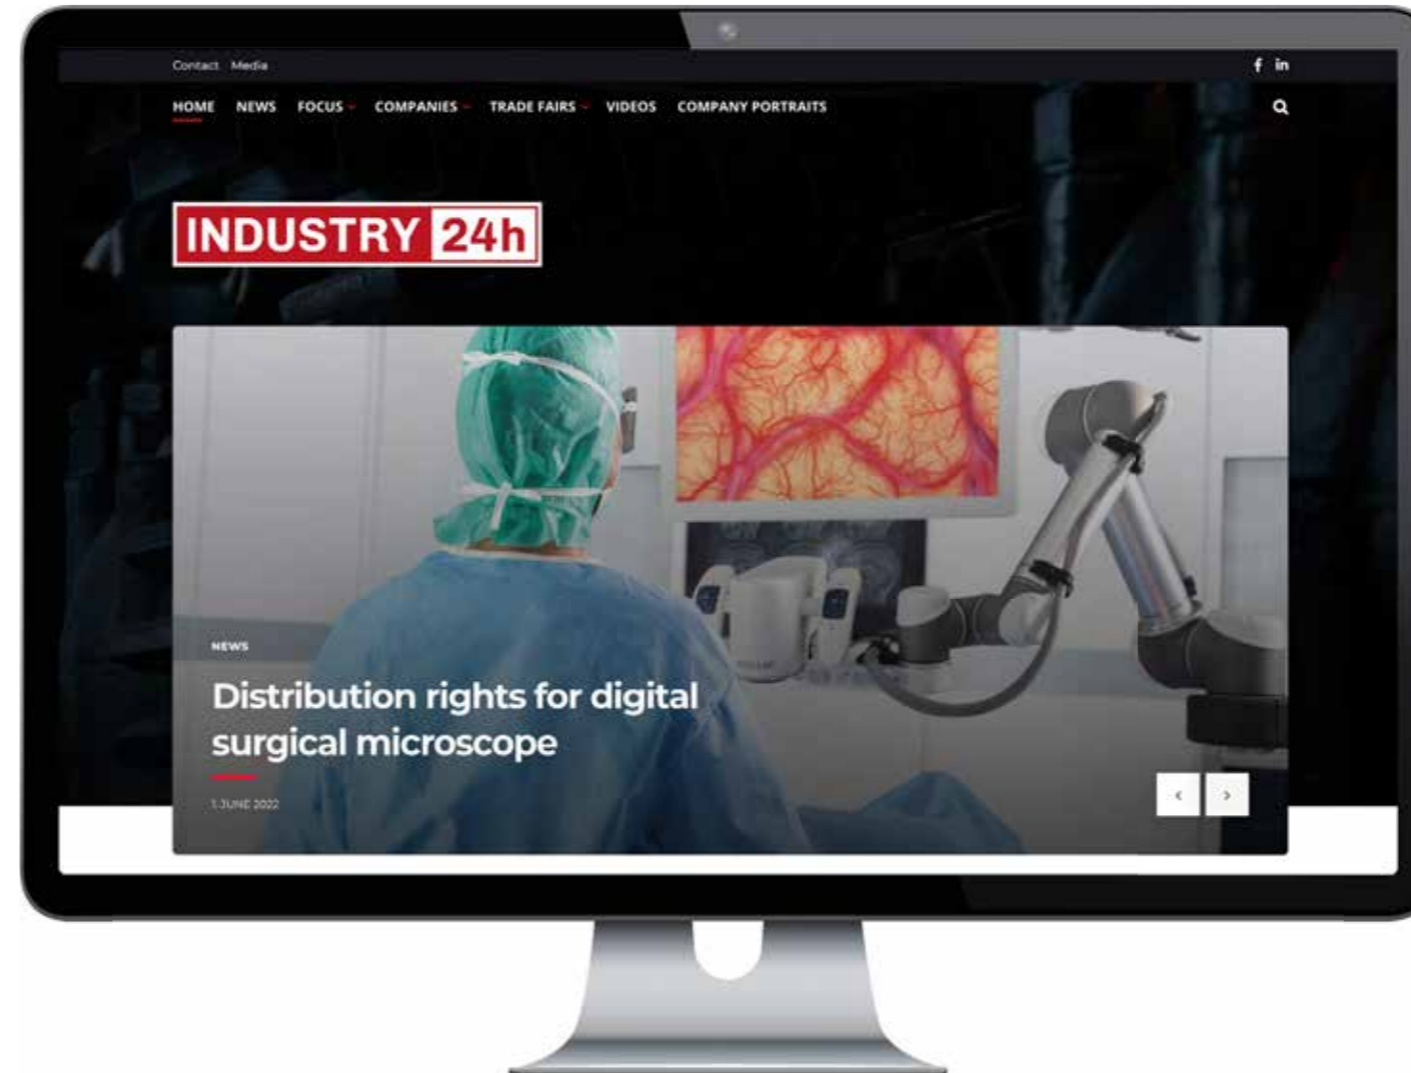 Contact Media
f in
HOME NEWS FOCUS COMPANIES TRADE FAIRS VIDEOS COMPANY PORTRAITS
INDUSTRY 24h
NEWS
Distribution rights for digital
surgical microscope
1 JUNE 2022